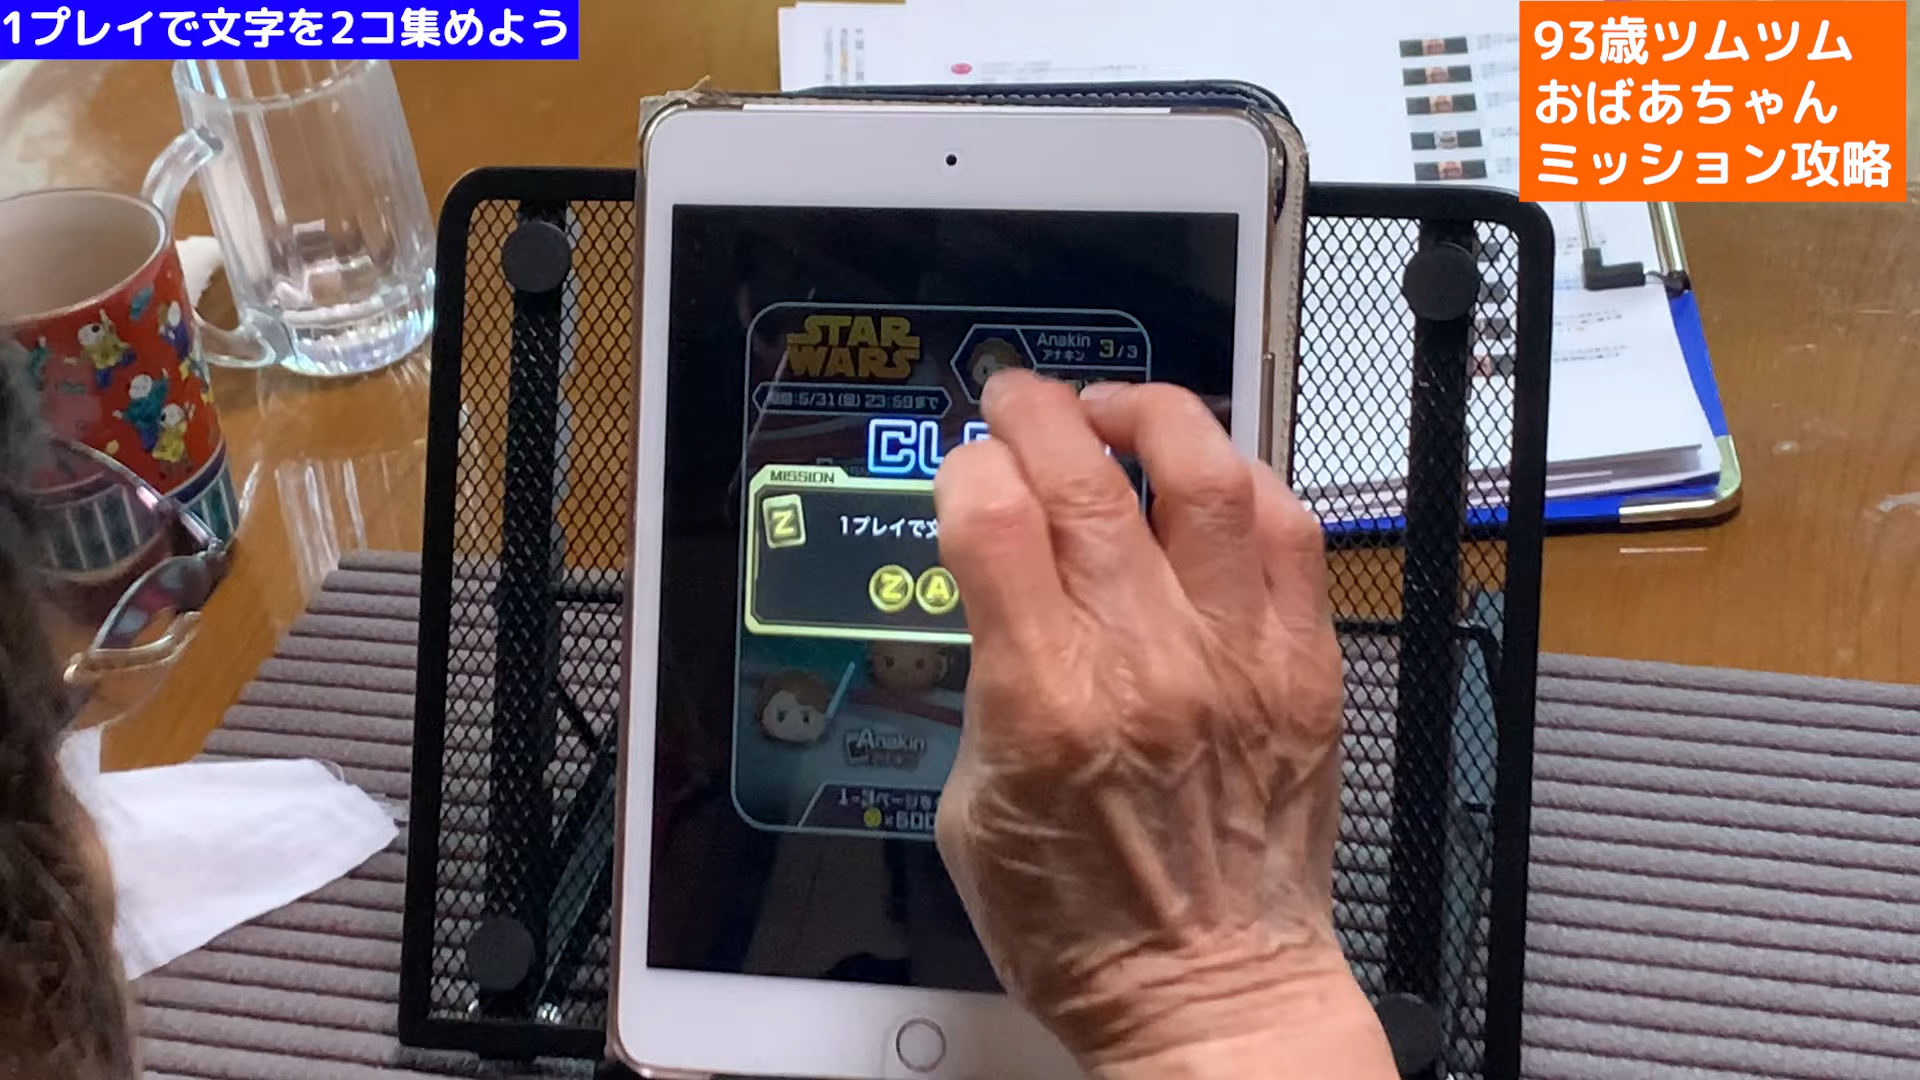 1プレイで文字を2コ集めよう
93歳ツムツム
おばあちゃん
ミッション攻略
STAR
WARS
Anakin
アナキン 3/3
5/31(金) 23:59まで
MISSION
Z
1プレイで
Z A
Anakin